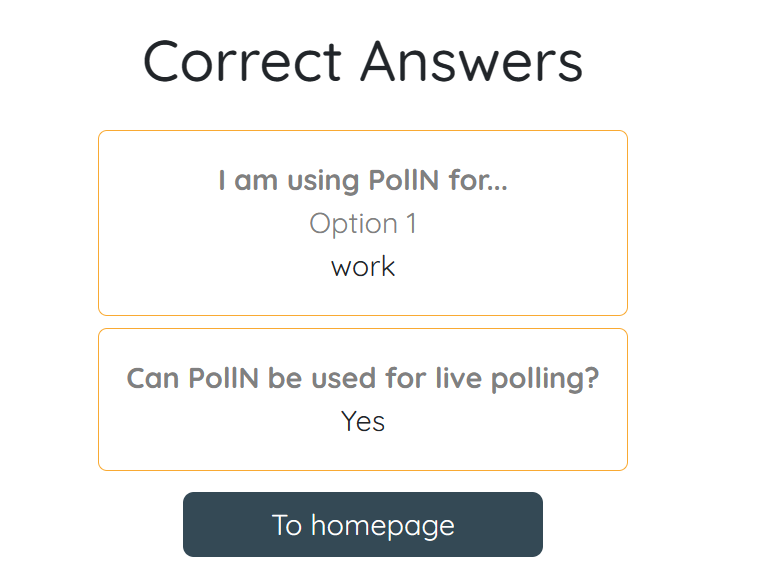 Correct Answers
I am using PollN for...
Option 1
work
Can PollN be used for live polling?
Yes
To homepage